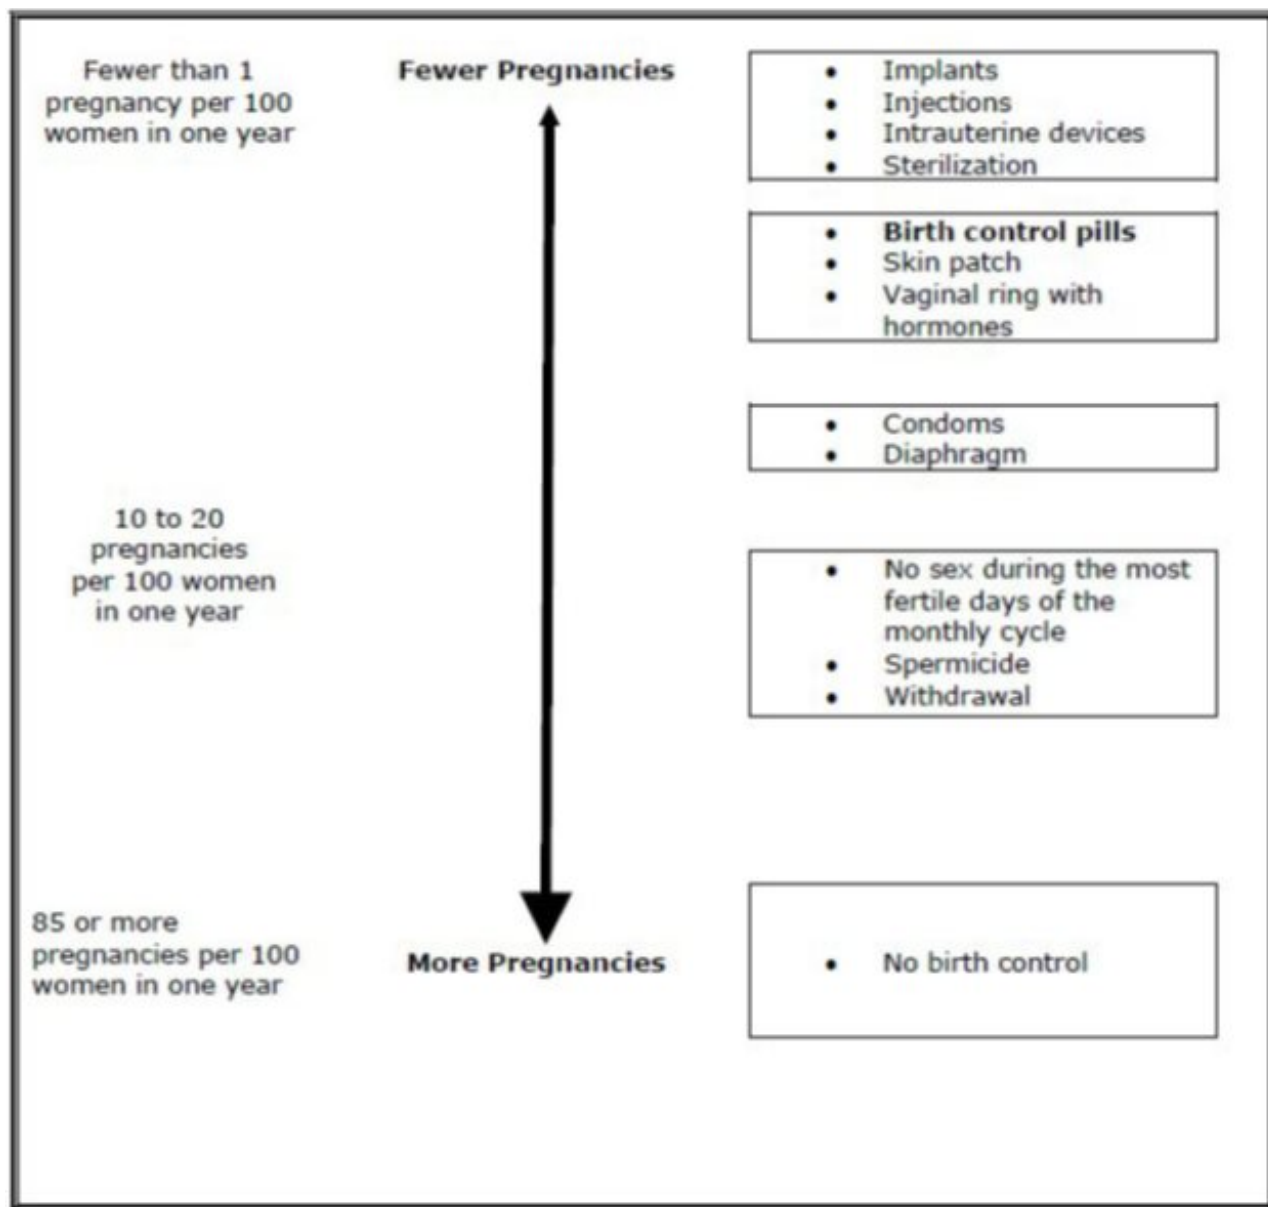 Fewer than 1
pregnancy per 100
women in one year
Fewer Pregnancies
• Implants
• Injections
• Intrauterine devices
• Sterilization
• Birth control pills
• Skin patch
• Vaginal ring with
hormones
• Condoms
• Diaphragm
10 to 20
pregnancies
per 100 women
in one year
• No sex during the most
fertile days of the
monthly cycle
• Spermicide
• Withdrawal
85 or more
pregnancies per 100
women in one year
More Pregnancies
• No birth control